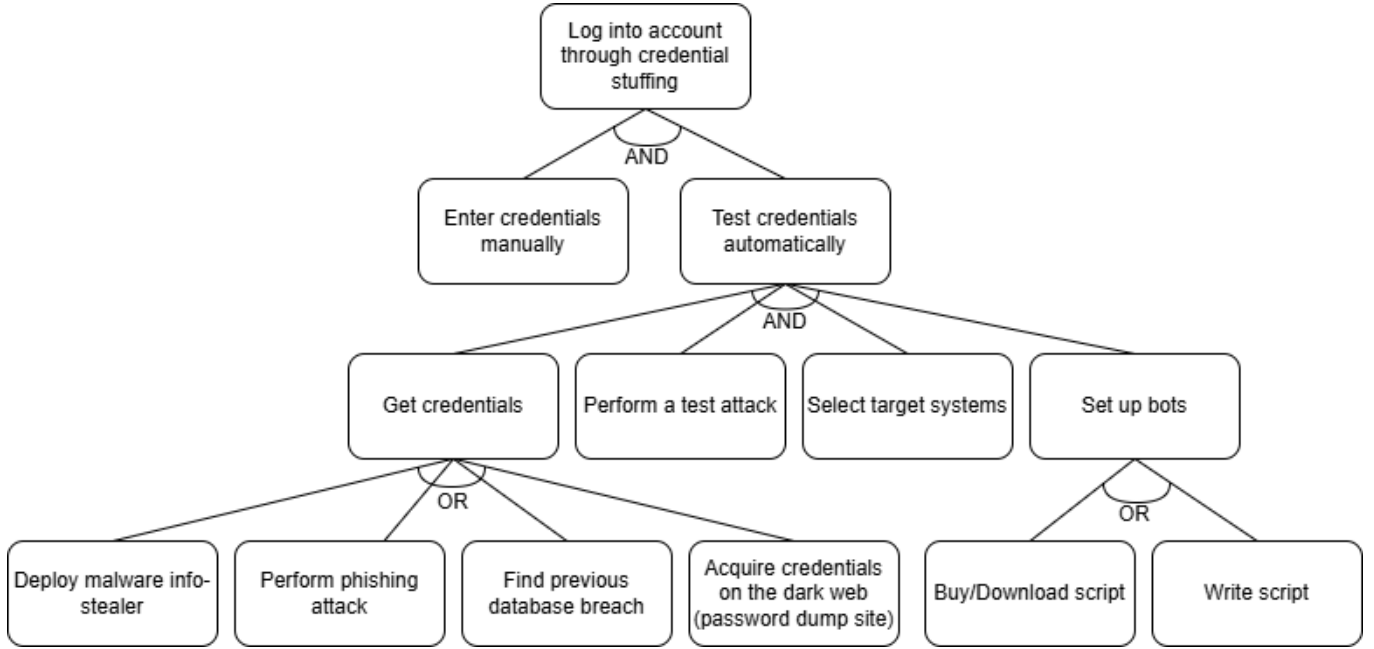 Log into account
through credential
stuffing
AND
Enter credentials
manually
Test credentials
automatically
AND
Get credentials
Perform a test attack
Select target systems
Set up bots
OR
OR
Deploy malware info-
stealer
Perform phishing
attack
Find previous
database breach
Acquire credentials
on the dark web
(password dump site)
Buy/Download script
Write script